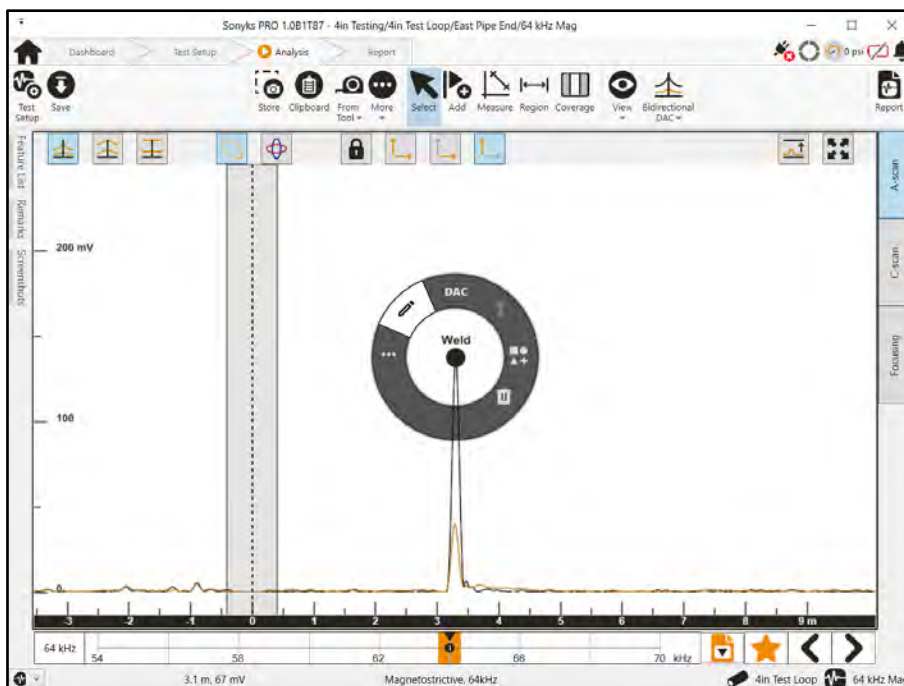 Sonyks PRO 1.0B1T87 - 4in Testing/4in Test Loop/East Pipe End/64 kHz Mag
Dashboard Test Setup Analysis Report
0 psi
Test Setup Save Store Clipboard From Tool More Select Add Measure Region Coverage View Bidirectional DAC Report
Feature List
Remarks
Screenshots
A-scan
C-scan
Focusing
200 mV
100
0
DAC
Weld
-3 -2 -1 0 1 2 3 4 5 6 7 8 9 m
64 kHz 54 58 62 66 70 kHz
3.1 m, 67 mV Magnetostrictive, 64kHz 4in Test Loop 64 kHz Mag